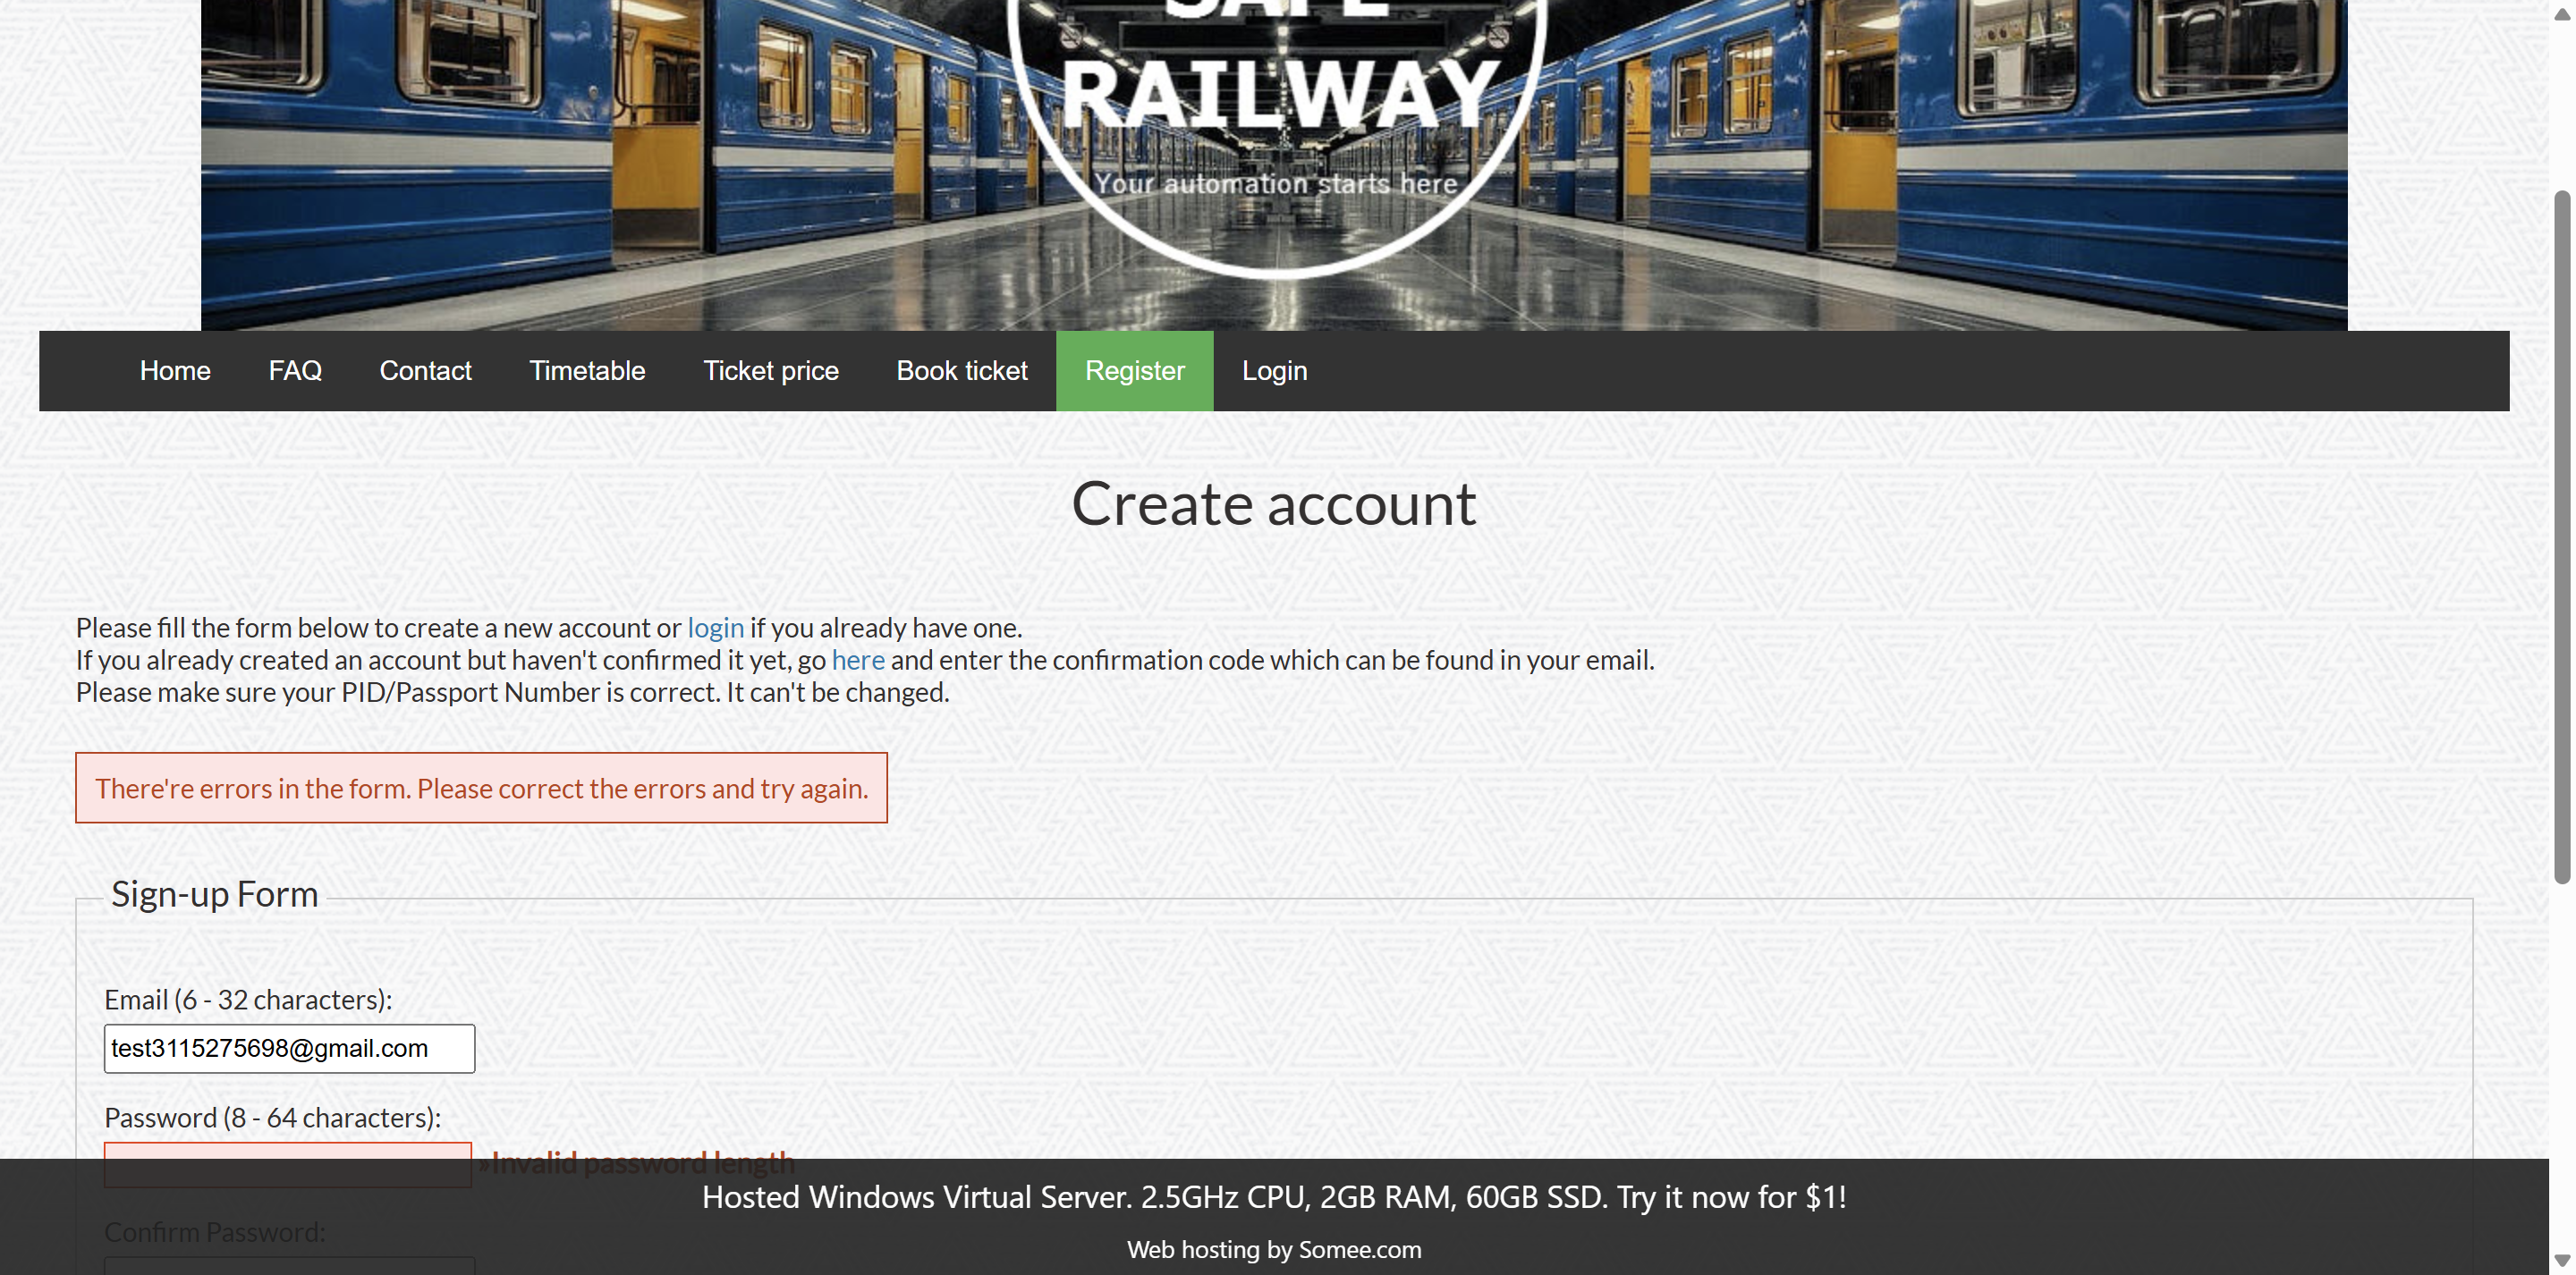 SAFE
RAILWAY
Your automation starts here
Home FAQ Contact Timetable Ticket price Book ticket Register Login
Create account
Please fill the form below to create a new account or login if you already have one.
If you already created an account but haven't confirmed it yet, go here and enter the confirmation code which can be found in your email.
Please make sure your PID/Passport Number is correct. It can't be changed.
There're errors in the form. Please correct the errors and try again.
Sign-up Form
Email (6 - 32 characters):
test3115275698@gmail.com
Password (8 - 64 characters):
»Invalid password length
Hosted Windows Virtual Server. 2.5GHz CPU, 2GB RAM, 60GB SSD. Try it now for $1!
Confirm Password:
Web hosting by Somee.com